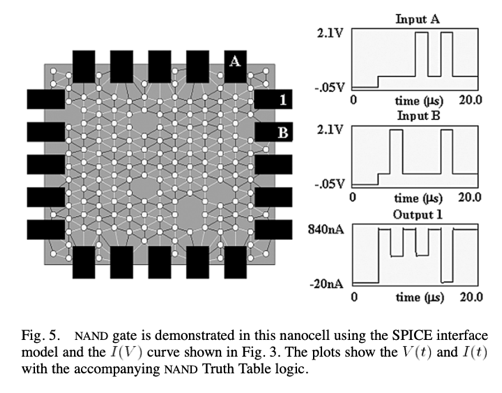 Input A
2.1V
-.05V
0 time (μs) 20.0
Input B
2.1V
-.05V
0 time (μs) 20.0
Output 1
840nA
-20nA
0 time (μs) 20.0
A
1
B
Fig. 5. NAND gate is demonstrated in this nanocell using the SPICE interface
model and the I(V) curve shown in Fig. 3. The plots show the V(t) and I(t)
with the accompanying NAND Truth Table logic.